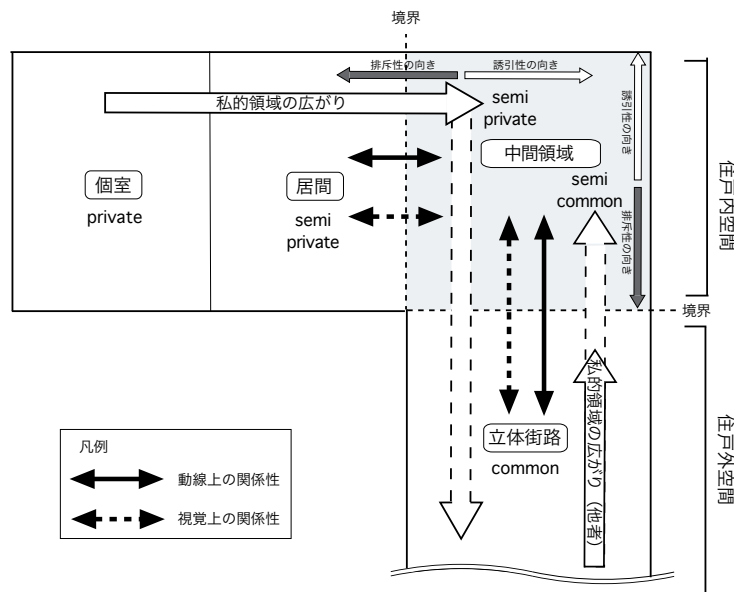 境界
排斥性の向き
誘引性の向き
私的領域の広がり
semi
private
誘引性の向き
中間領域
個室
居間
private
semi
private
semi
common
排斥性の向き
住戸内空間
境界
立体街路
common
私的領域の広がり（他者）
住戸外空間
凡例
動線上の関係性
視覚上の関係性